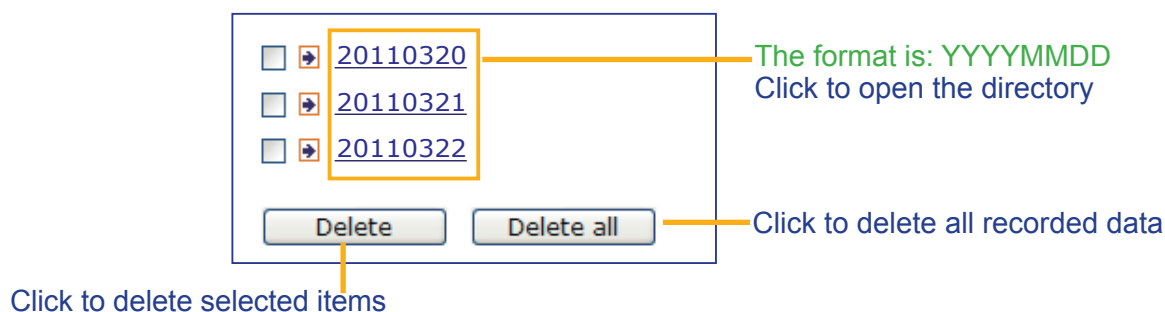 20110320
The format is: YYYYMMDD
Click to open the directory
20110321
20110322
Delete
Delete all
Click to delete all recorded data
Click to delete selected items